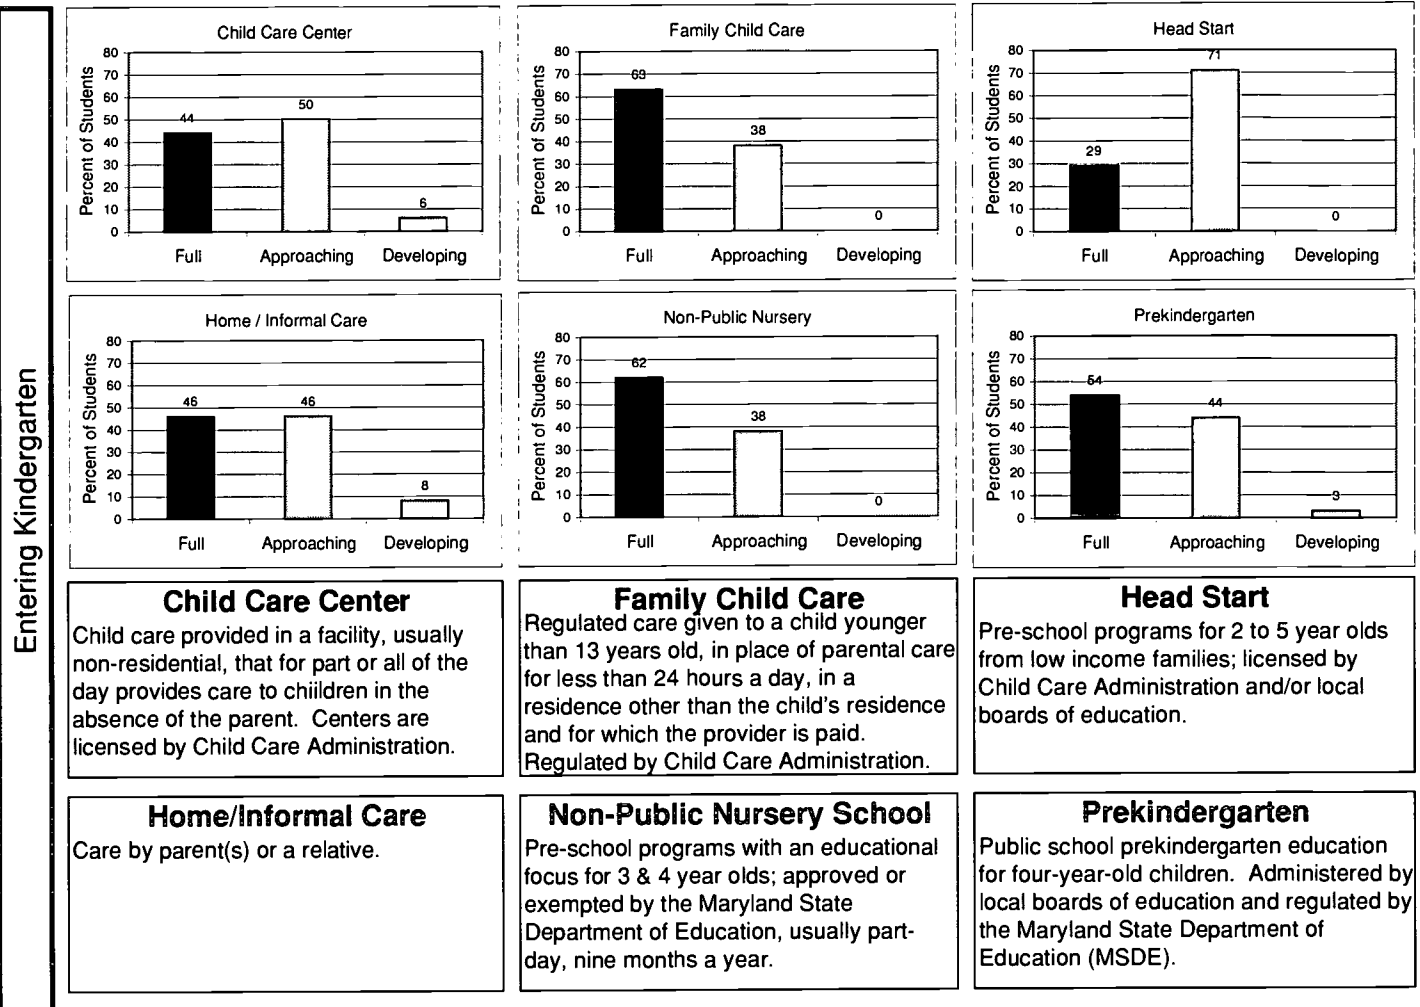 Entering Kindergarten
Child Care Center
Percent of Students
80
70
60
50
40
30
20
10
0
44
50
6
Full Approaching Developing
Family Child Care
Percent of Students
80
70
60
50
40
30
20
10
0
63
38
0
Full Approaching Developing
Head Start
Percent of Students
80
70
60
50
40
30
20
10
0
29
71
0
Full Approaching Developing
Home / Informal Care
Percent of Students
80
70
60
50
40
30
20
10
0
46
46
8
Full Approaching Developing
Non-Public Nursery
Percent of Students
80
70
60
50
40
30
20
10
0
62
38
0
Full Approaching Developing
Prekindergarten
Percent of Students
80
70
60
50
40
30
20
10
0
54
44
3
Full Approaching Developing
Child Care Center
Child care provided in a facility, usually
non-residential, that for part or all of the
day provides care to chiildren in the
absence of the parent. Centers are
licensed by Child Care Administration.
Family Child Care
Regulated care given to a child younger
than 13 years old, in place of parental care
for less than 24 hours a day, in a
residence other than the child's residence
and for which the provider is paid.
Regulated by Child Care Administration.
Head Start
Pre-school programs for 2 to 5 year olds
from low income families; licensed by
Child Care Administration and/or local
boards of education.
Home/Informal Care
Care by parent(s) or a relative.
Non-Public Nursery School
Pre-school programs with an educational
focus for 3 & 4 year olds; approved or
exempted by the Maryland State
Department of Education, usually part-
day, nine months a year.
Prekindergarten
Public school prekindergarten education
for four-year-old children. Administered by
local boards of education and regulated by
the Maryland State Department of
Education (MSDE).